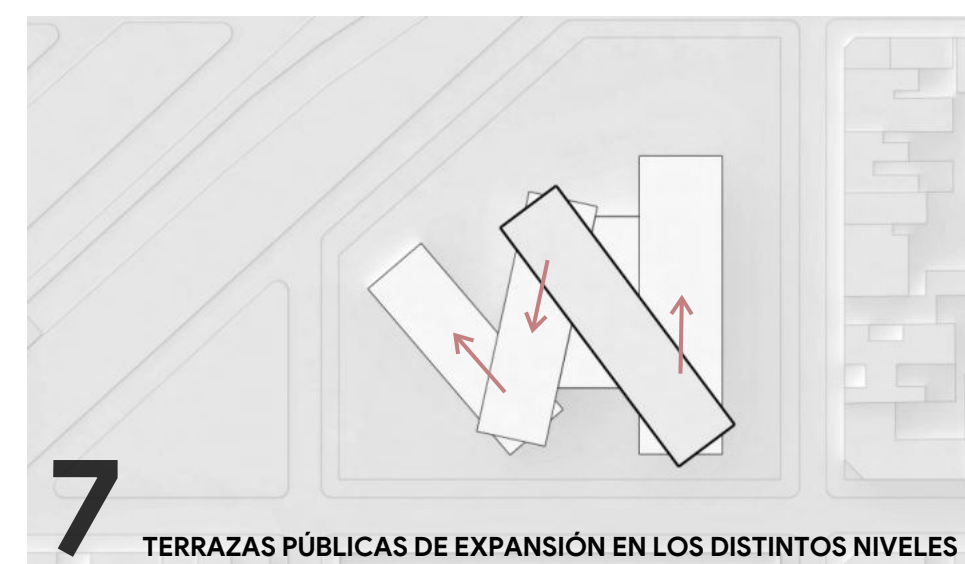 7
TERRAZAS PÚBLICAS DE EXPANSIÓN EN LOS DISTINTOS NIVELES